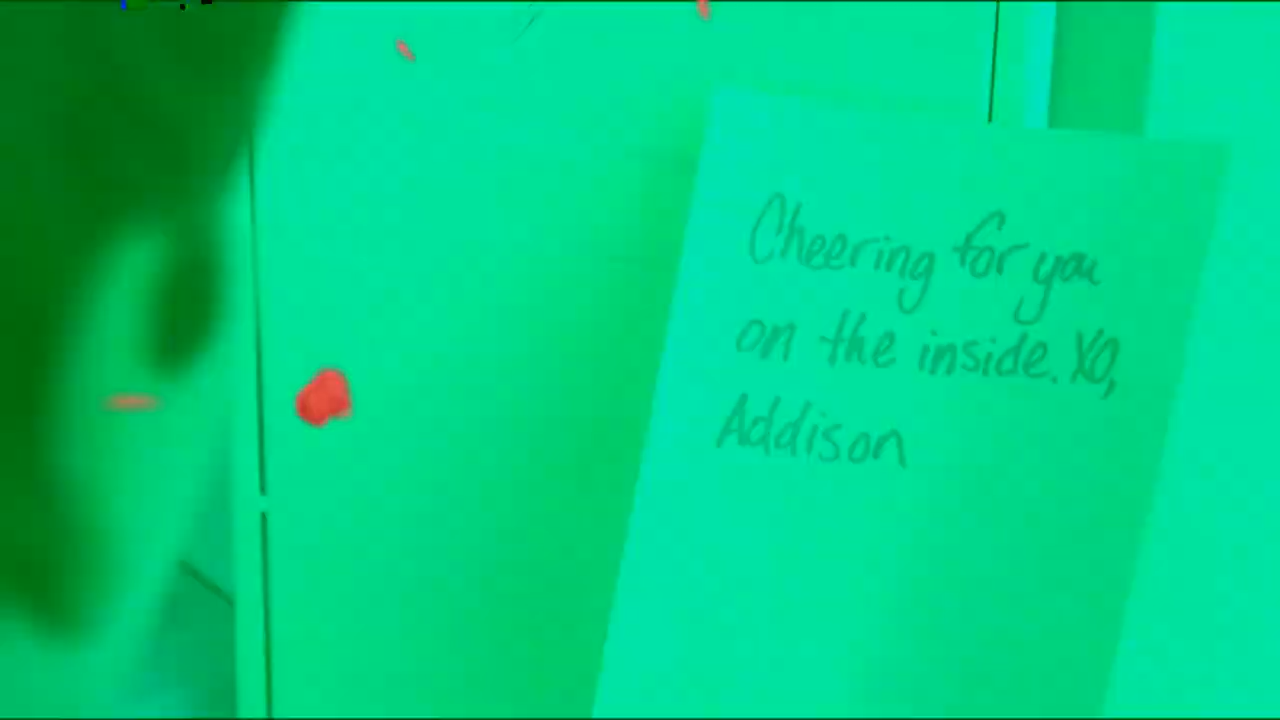 Cheering for you
on the inside. XO,
Addison